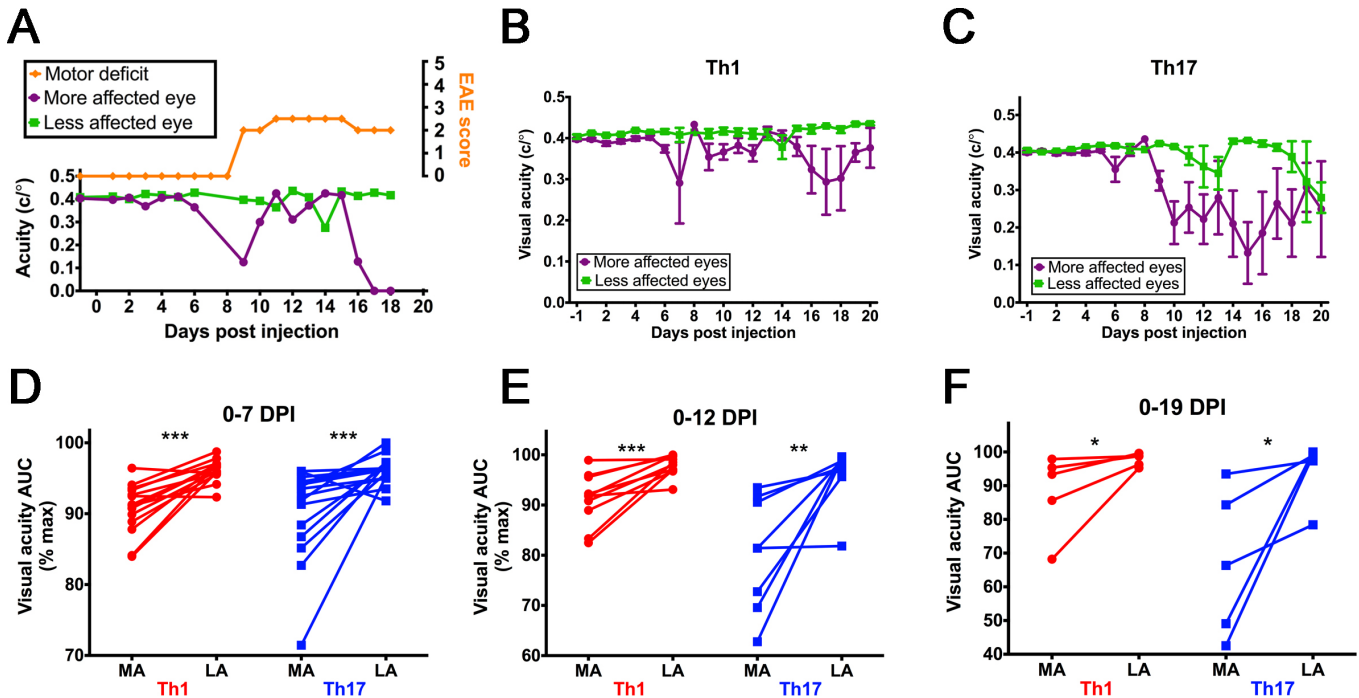 A
Motor deficit
More affected eye
Less affected eye
5
4
3
2
1
0
EAE score
0.5
0.4
0.3
0.2
0.1
0.0
Acuity (c/°)
0 2 4 6 8 10 12 14 16 18 20
Days post injection
B
Th1
0.5
0.4
0.3
0.2
0.0
Visual acuity (c/°)
More affected eyes
Less affected eyes
-1 2 4 6 8 10 12 14 16 18 20
Days post injection
C
Th17
0.5
0.4
0.3
0.2
0.0
Visual acuity (c/°)
More affected eyes
Less affected eyes
-1 2 4 6 8 10 12 14 16 18 20
Days post injection
D
0-7 DPI
*** ***
100
90
80
70
Visual acuity AUC
(% max)
MA LA MA LA
Th1 Th17
E
0-12 DPI
*** **
100
90
80
70
60
Visual acuity AUC
(% max)
MA LA MA LA
Th1 Th17
F
0-19 DPI
* *
100
90
80
70
60
50
40
Visual acuity AUC
MA LA MA LA
Th1 Th17